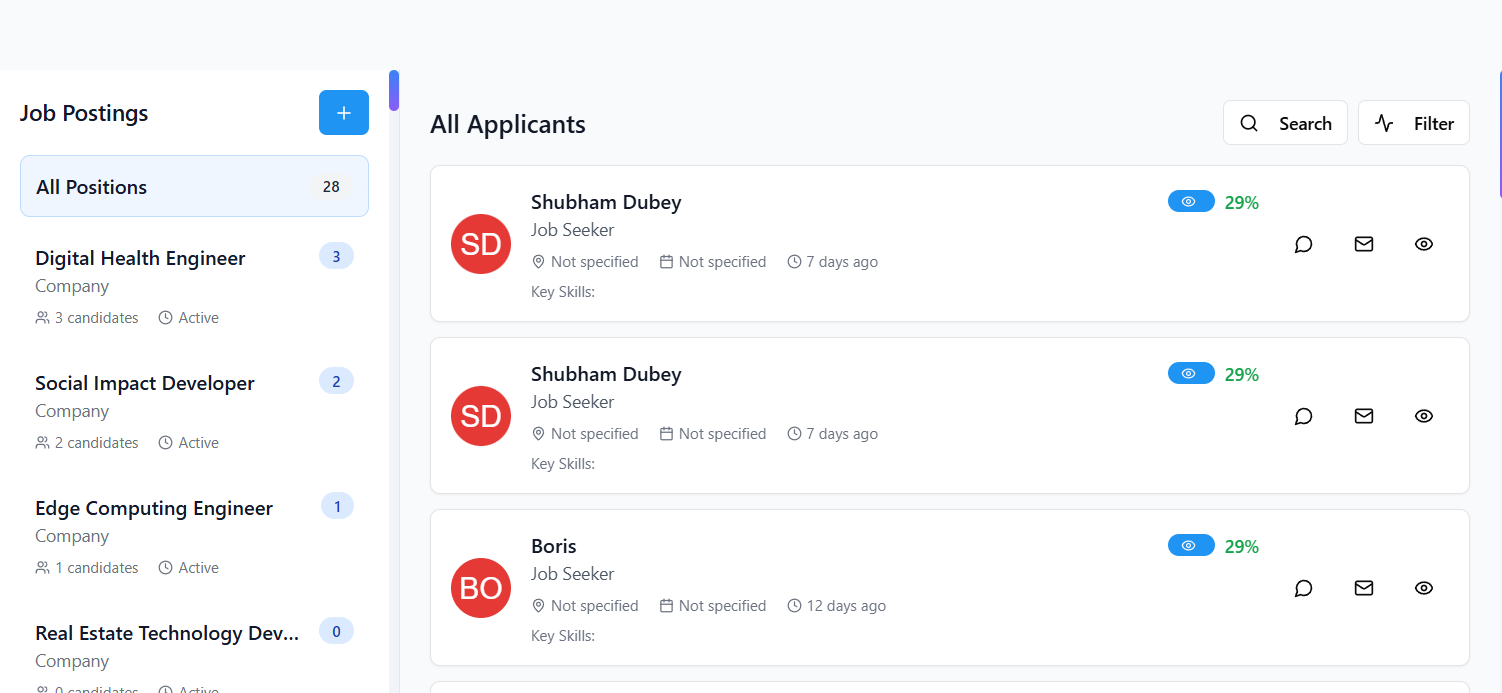 Job Postings
All Positions 28
Digital Health Engineer 3
Company
3 candidates Active
Social Impact Developer 2
Company
2 candidates Active
Edge Computing Engineer 1
Company
1 candidates Active
Real Estate Technology Dev... 0
Company
0 candidates Active
All Applicants
Search Filter
SD
Shubham Dubey 29%
Job Seeker
Not specified Not specified 7 days ago
Key Skills:
SD
Shubham Dubey 29%
Job Seeker
Not specified Not specified 7 days ago
Key Skills:
BO
Boris 29%
Job Seeker
Not specified Not specified 12 days ago
Key Skills: